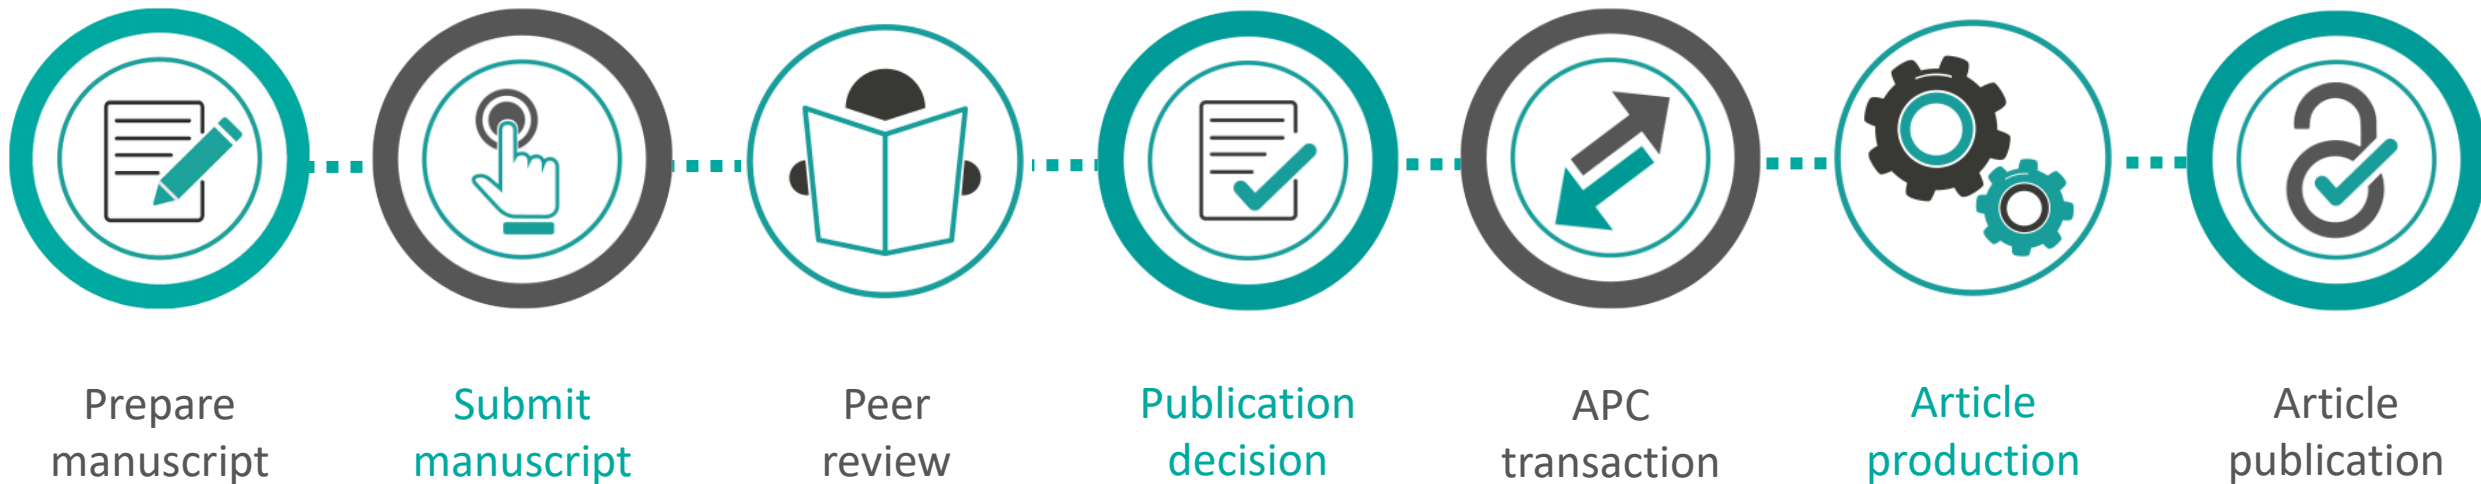 Prepare
manuscript
Submit
manuscript
Peer
review
Publication
decision
APC
transaction
Article
production
Article
publication